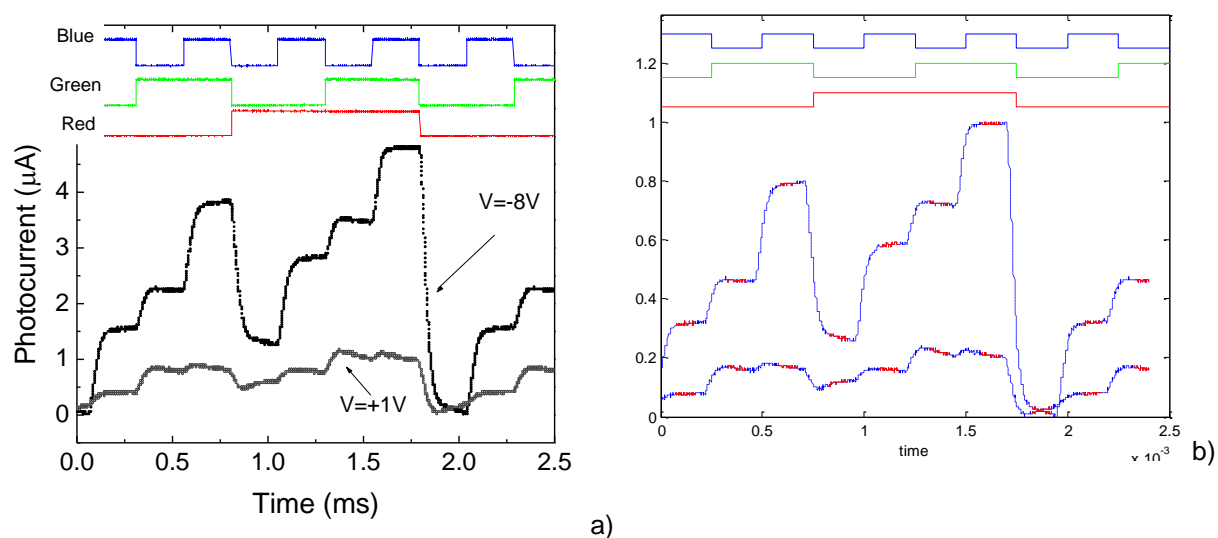 Blue
Green
Red
4
3
2
1
0
Photocurrent (μA)
V=-8V
V=+1V
0.0 0.5 1.0 1.5 2.0 2.5
Time (ms)
a)
1.2
1
0.8
0.6
0.4
0.2
0
0 0.5 1 1.5 2 2.5
time
x 10-3
b)